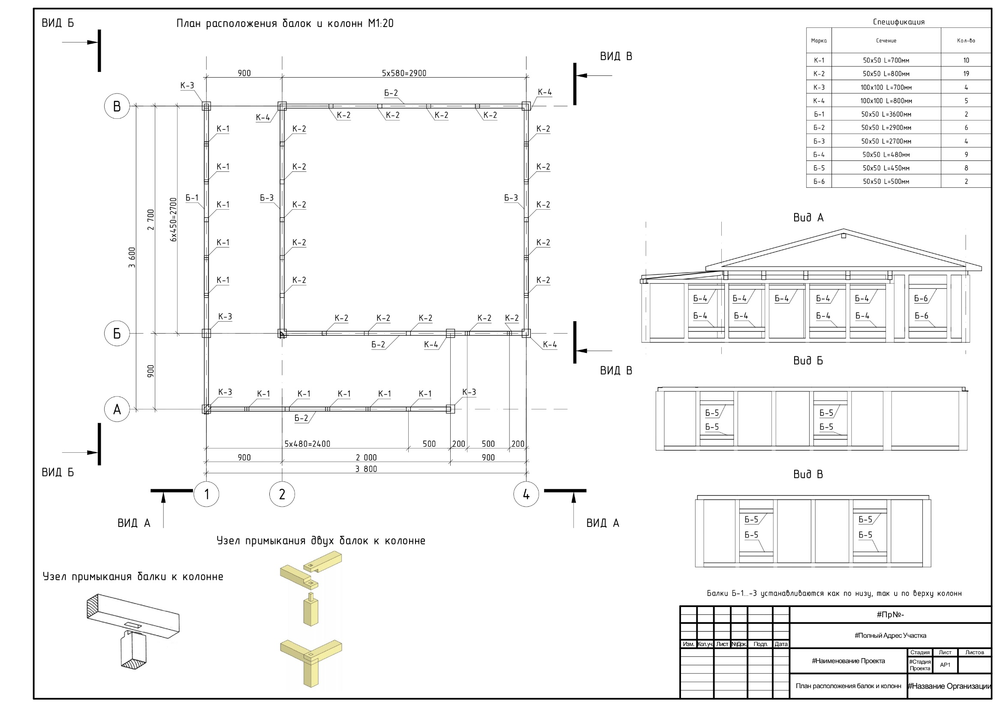 ВИД Б
План расположения балок и колонн М1:20
ВИД В
900
5х580=2900
К-3
Б-2
К-4
В
К-4
К-2
К-2
К-2
К-2
К-1
К-2
К-2
К-1
К-2
К-2
Б-1
Б-3
Б-3
К-1
К-2
К-2
2 700
6х450=2700
3 600
К-1
К-2
К-2
К-1
К-2
К-2
К-3
К-2
К-2
К-2
К-2
К-2
Б
Б-2
К-4
К-4
900
ВИД В
К-3
К-1
К-1
К-1
К-1
К-1
К-3
А
Б-2
5х480=2400
500
200
500
200
900
2 000
900
3 800
ВИД Б
1
2
4
ВИД А
ВИД А
Спецификация
Марка Сечение Кол-во
К-1 50х50 L=700мм 10
К-2 50х50 L=800мм 19
К-3 100х100 L=700мм 4
К-4 100х100 L=800мм 5
Б-1 50х50 L=3600мм 2
Б-2 50х50 L=2900мм 6
Б-3 50х50 L=2700мм 4
Б-4 50х50 L=480мм 9
Б-5 50х50 L=450мм 8
Б-6 50х50 L=500мм 2
Вид А
Б-4 Б-4 Б-4 Б-4 Б-4 Б-6
Б-4 Б-4 Б-4 Б-4 Б-6
Вид Б
Б-5 Б-5
Б-5 Б-5
Вид В
Б-5 Б-5
Б-5 Б-5
Узел примыкания двух балок к колонне
Узел примыкания балки к колонне
Балки Б-1...-3 устанавливаются как по низу, так и по верху колонн
#Пр№-
#Полный Адрес Участка
Изм. Кол.уч. Лист №Док. Подп. Дата
#Наименование Проекта
Стадия Лист Листов
#Стадия Проекта
АР1
План расположения балок и колонн
#Название Организации